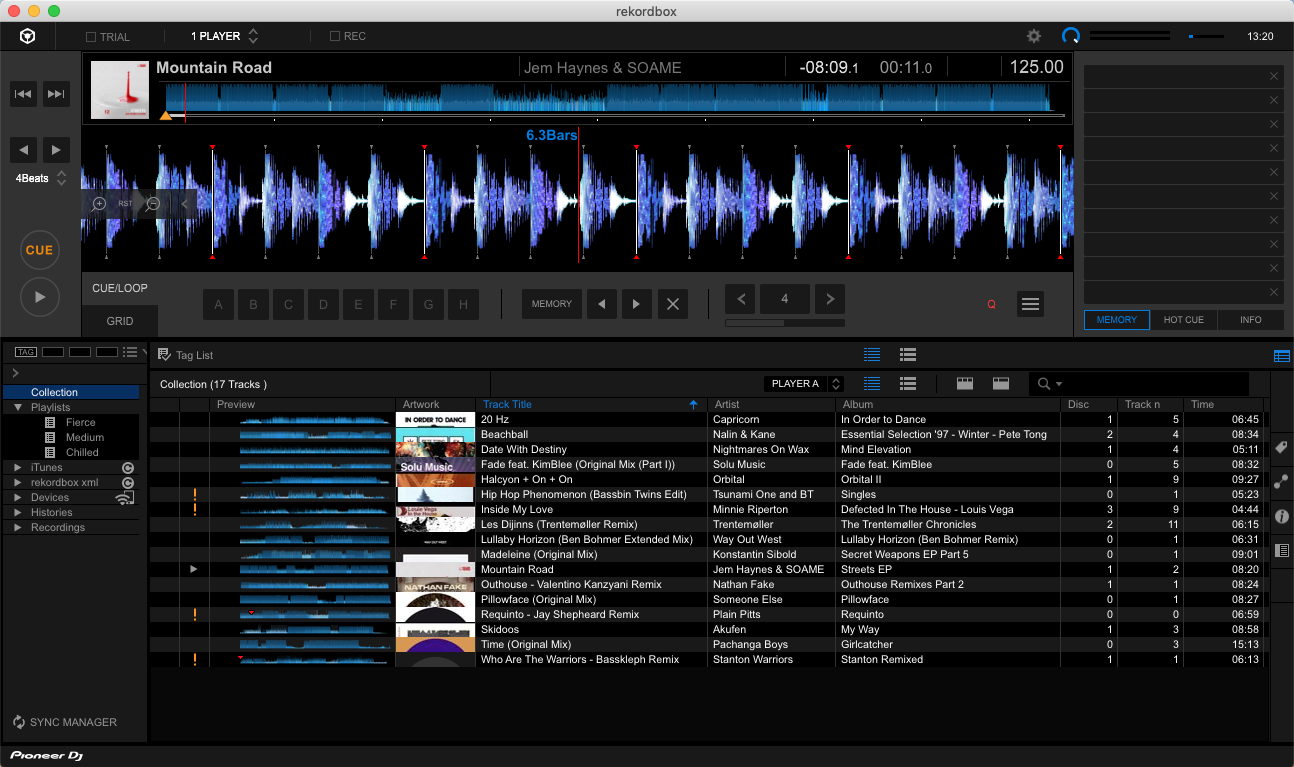 rekordbox
TRIAL 1 PLAYER REC 13:20
Mountain Road Jem Haynes & SOAME -08:09.1 00:11.0 125.00
6.3Bars
4Beats
RST
CUE
CUE/LOOP
GRID
A B C D E F G H MEMORY 4 Q
MEMORY HOT CUE INFO
TAG
Tag List
Collection (17 Tracks ) PLAYER A
Collection
Playlists
Fierce
Medium
Chilled
iTunes
rekordbox xml
Devices
Histories
Recordings
SYNC MANAGER
Preview Artwork Track Title Artist Album Disc Track n Time
IN ORDER TO DANCE 20 Hz Capricorn In Order to Dance 1 5 06:45
Beachball Nalin & Kane Essential Selection '97 - Winter - Pete Tong 2 4 08:34
Date With Destiny Nightmares On Wax Mind Elevation 1 4 05:11
Solu Music Fade feat. KimBlee (Original Mix (Part I)) Solu Music Fade feat. KimBlee 0 5 08:32
Halcyon + On + On Orbital Orbital II 1 9 09:27
Hip Hop Phenomenon (Bassbin Twins Edit) Tsunami One and BT Singles 0 1 05:23
Louie Vega In the House Inside My Love Minnie Riperton Defected In The House - Louis Vega 3 9 04:44
Les Dijinns (Trentemøller Remix) Trentemøller The Trentemøller Chronicles 2 11 06:15
WAY OUT WEST Lullaby Horizon (Ben Bohmer Extended Mix) Way Out West Lullaby Horizon (Ben Bohmer Remix) 0 1 06:31
Madeleine (Original Mix) Konstantin Sibold Secret Weapons EP Part 5 0 1 09:01
Mountain Road Jem Haynes & SOAME Streets EP 1 2 08:20
NATHAN FAKE Outhouse - Valentino Kanzyani Remix Nathan Fake Outhouse Remixes Part 2 1 1 08:24
Pillowface (Original Mix) Someone Else Pillowface 0 1 08:27
Requinto - Jay Shepheard Remix Plain Pitts Requinto 0 0 06:59
Skidoos Akufen My Way 1 3 08:58
Time (Original Mix) Pachanga Boys Girlcatcher 0 3 15:13
Who Are The Warriors - Basskleph Remix Stanton Warriors Stanton Remixed 1 1 06:13
Pioneer Dj